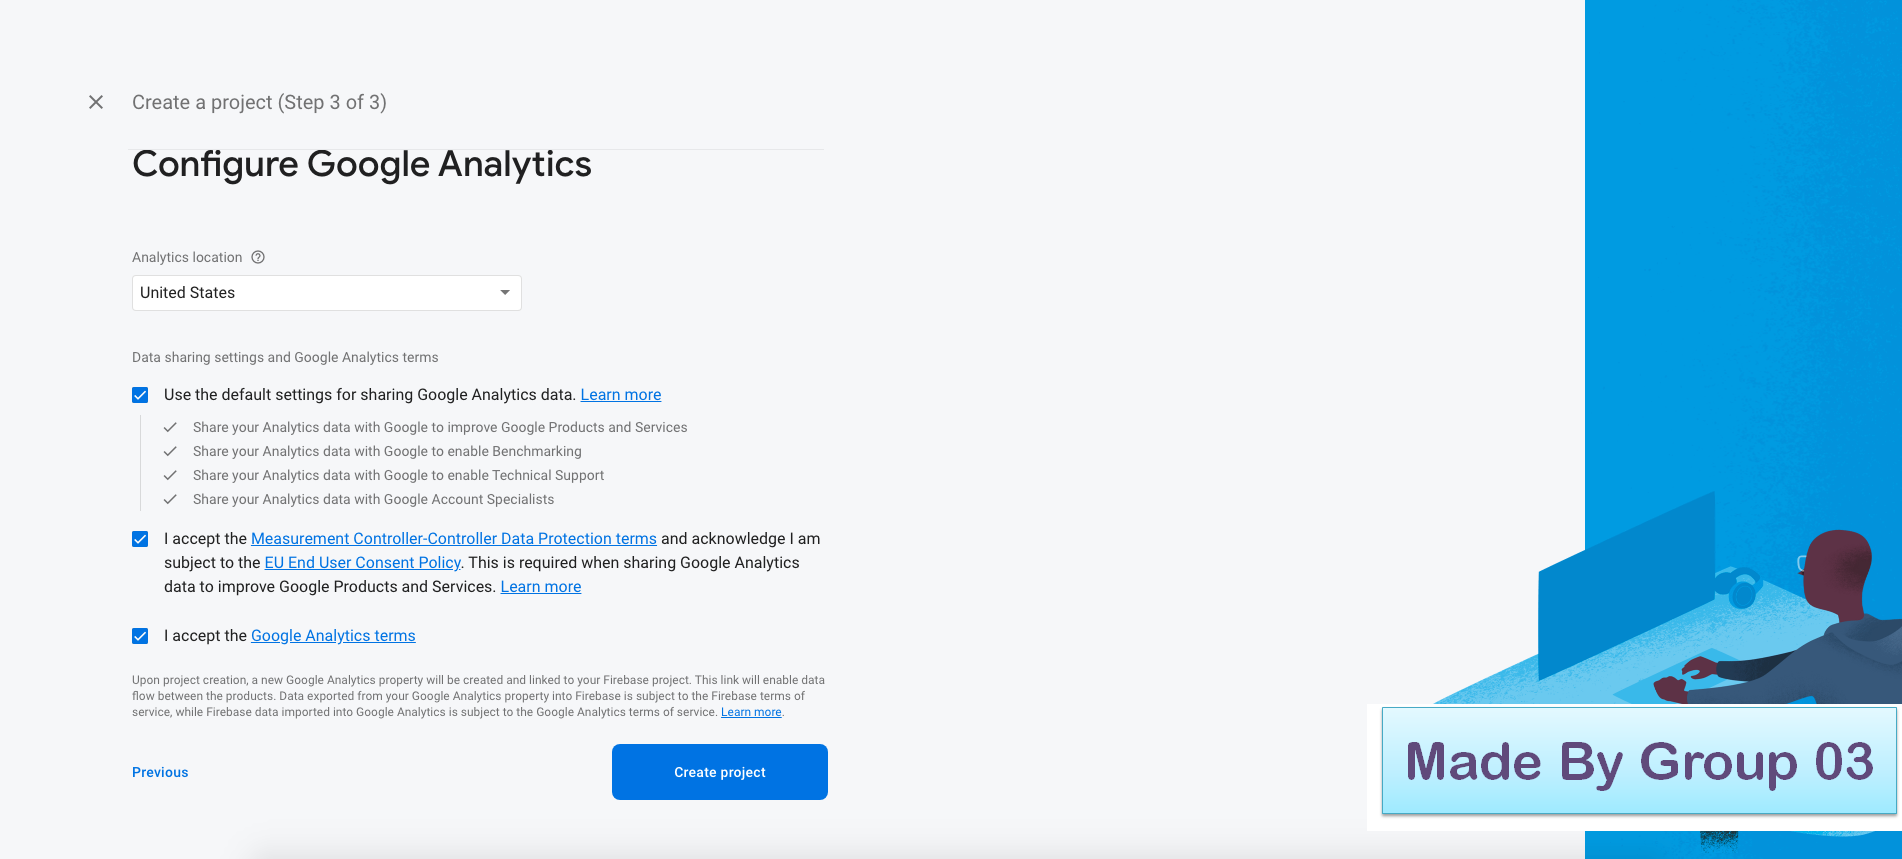 Create a project (Step 3 of 3)
Configure Google Analytics
Analytics location
United States
Data sharing settings and Google Analytics terms
Use the default settings for sharing Google Analytics data. Learn more
Share your Analytics data with Google to improve Google Products and Services
Share your Analytics data with Google to enable Benchmarking
Share your Analytics data with Google to enable Technical Support
Share your Analytics data with Google Account Specialists
I accept the Measurement Controller-Controller Data Protection terms and acknowledge I am
subject to the EU End User Consent Policy. This is required when sharing Google Analytics
data to improve Google Products and Services. Learn more
I accept the Google Analytics terms
Upon project creation, a new Google Analytics property will be created and linked to your Firebase project. This link will enable data
flow between the products. Data exported from your Google Analytics property into Firebase is subject to the Firebase terms of
service, while Firebase data imported into Google Analytics is subject to the Google Analytics terms of service. Learn more.
Previous
Create project
Made By Group 03